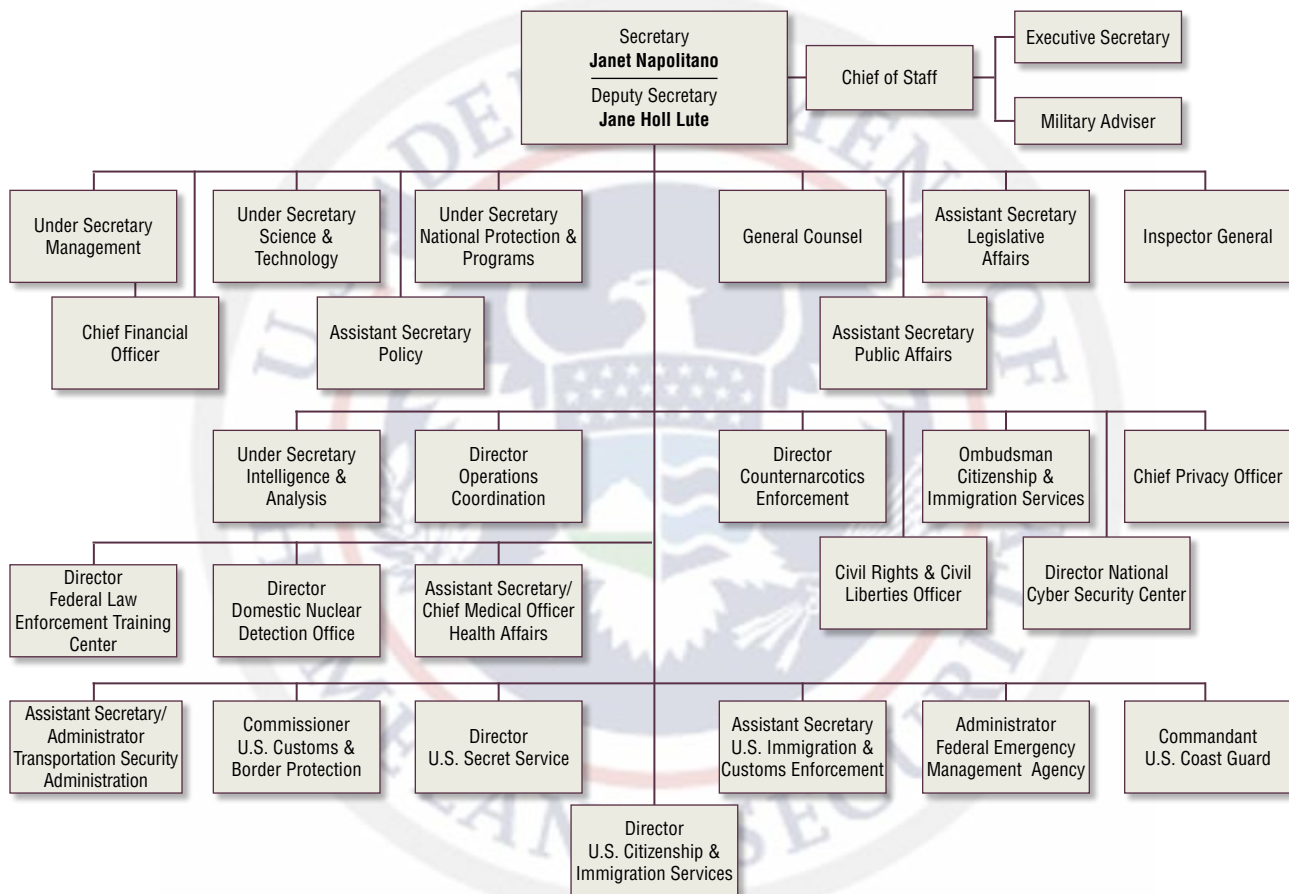 Secretary
Janet Napolitano
Deputy Secretary
Jane Holl Lute
Chief of Staff
Executive Secretary
Military Adviser
Under Secretary
Management
Under Secretary
Science &
Technology
Under Secretary
National Protection &
Programs
General Counsel
Assistant Secretary
Legislative
Affairs
Inspector General
Chief Financial
Officer
Assistant Secretary
Policy
Assistant Secretary
Public Affairs
Under Secretary
Intelligence &
Analysis
Director
Operations
Coordination
Director
Counternarcotics
Enforcement
Ombudsman
Citizenship &
Immigration Services
Chief Privacy Officer
Director
Federal Law
Enforcement Training
Center
Director
Domestic Nuclear
Detection Office
Assistant Secretary/
Chief Medical Officer
Health Affairs
Civil Rights & Civil
Liberties Officer
Director National
Cyber Security Center
Assistant Secretary/
Administrator
Transportation Security
Administration
Commissioner
U.S. Customs &
Border Protection
Director
U.S. Secret Service
Assistant Secretary
U.S. Immigration &
Customs Enforcement
Administrator
Federal Emergency
Management Agency
Commandant
U.S. Coast Guard
Director
U.S. Citizenship &
Immigration Services